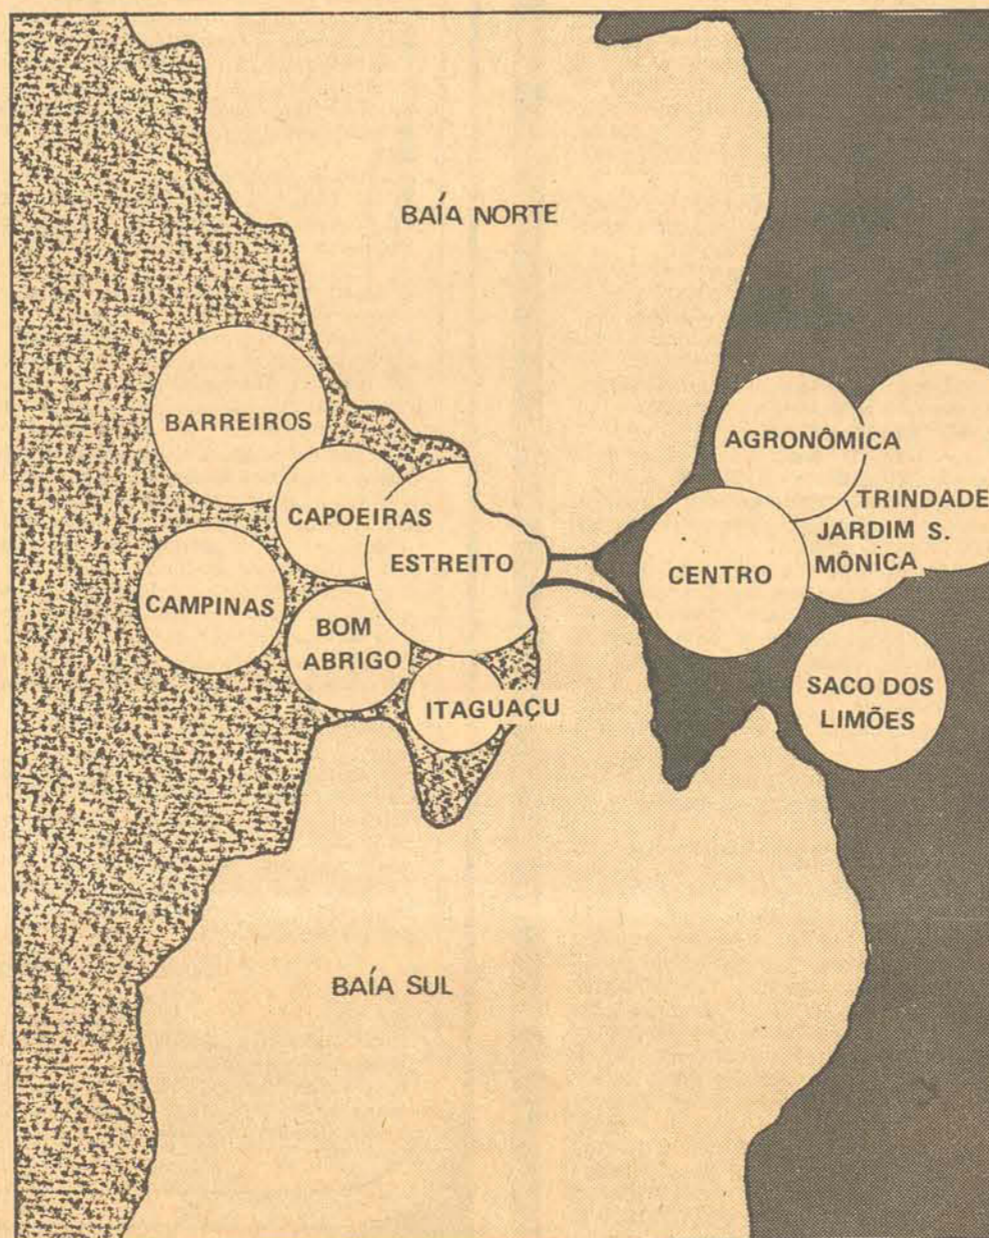 BAÍA NORTE
BARREIROS
AGRONÔMICA
CAPOEIRAS
TRINDADE
ESTREITO
JARDIM S.
MÔNICA
CENTRO
CAMPINAS
BOM
ABRIGO
ITAGUAÇU
SACO DOS
LIMÕES
BAÍA SUL